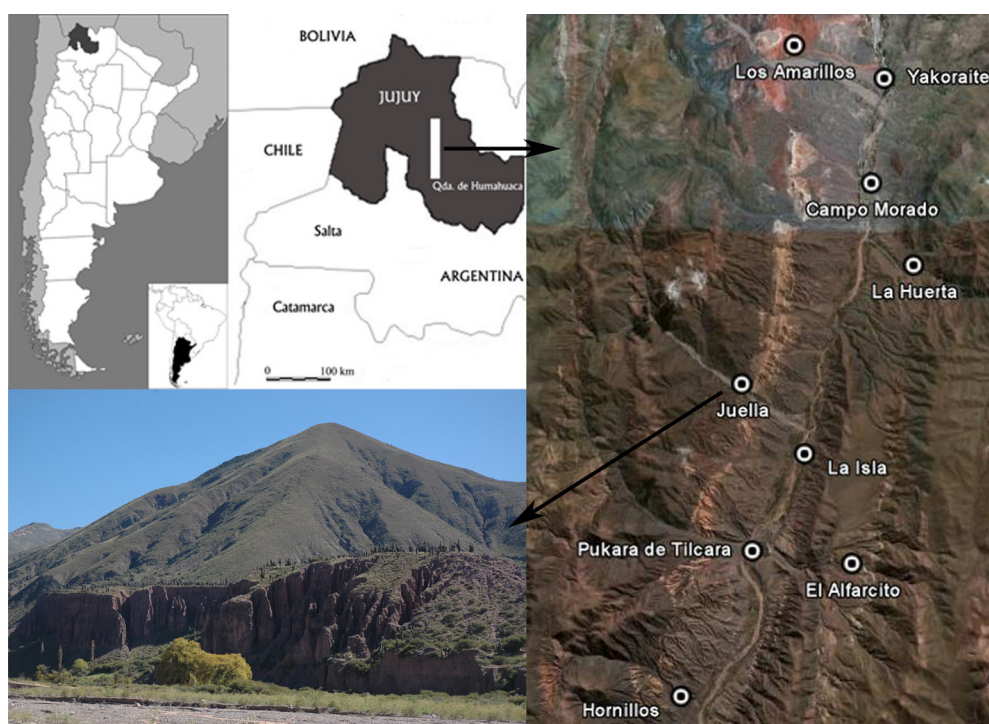 BOLIVIA
JUJUY
CHILE
Qda. de Humahuaca
Salta
ARGENTINA
Catamarca
0 100 km
Los Amarillos
Yakoraite
Campo Morado
La Huerta
Juella
La Isla
Pukara de Tilcara
El Alfarcito
Hornillos